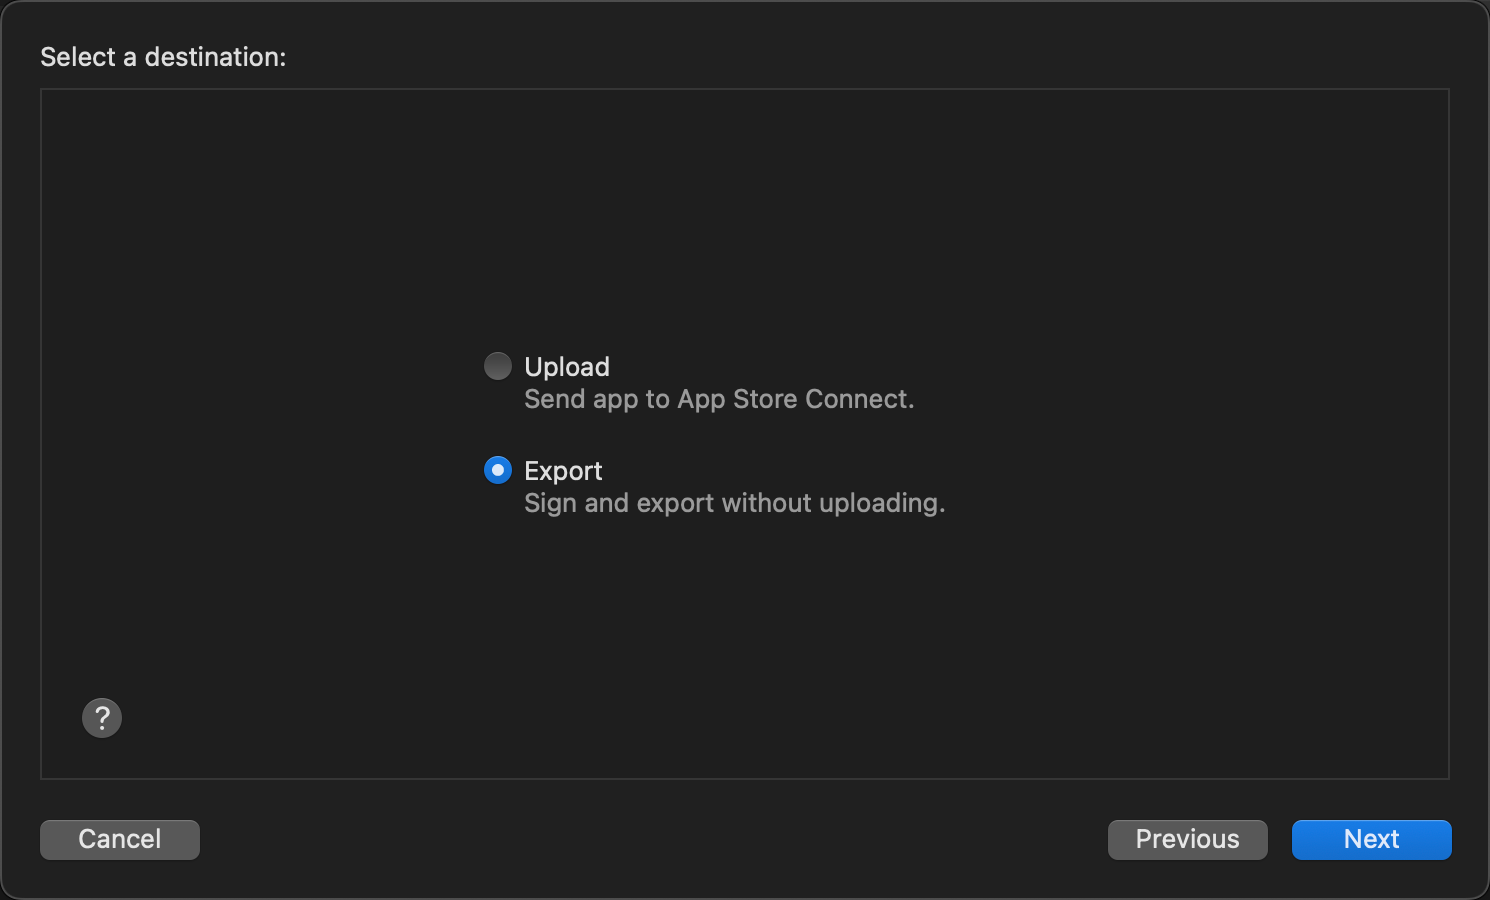 Select a destination:
Upload
Send app to App Store Connect.
Export
Sign and export without uploading.
?
Cancel
Previous
Next